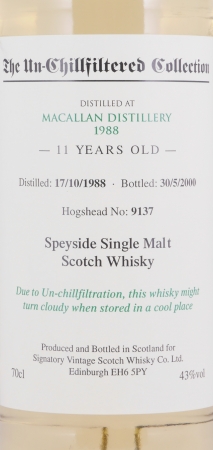 The Un-Chillfiltered Collection
DISTILLED AT
MACALLAN DISTILLERY
1988
— 11 YEARS OLD —
Distilled: 17/10/1988 · Bottled: 30/5/2000
Hogshead No: 9137
Speyside Single Malt
Scotch Whisky
Due to Un-chillfiltration, this whisky might
turn cloudy when stored in a cool place
Produced and Bottled in Scotland for
Signatory Vintage Scotch Whisky Co. Ltd.
70cl Edinburgh EH6 5PY 43%vol